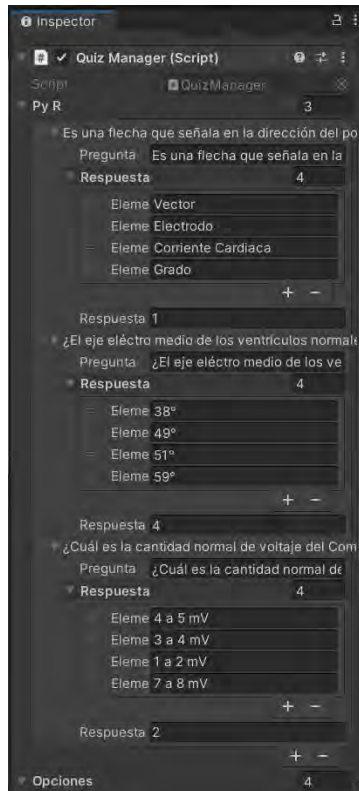 Inspector
# Quiz Manager (Script)
Script QuizManager
Py R 3
Es una flecha que señala en la dirección del po
Pregunta Es una flecha que señala en la
Respuesta 4
Eleme Vector
Eleme Electrodo
Eleme Corriente Cardiaca
Eleme Grado
+ −
Respuesta 1
¿El eje eléctro medio de los ventrículos normale
Pregunta ¿El eje eléctro medio de los ve
Respuesta 4
Eleme 38º
Eleme 49º
Eleme 51º
Eleme 59º
+ −
Respuesta 4
¿Cuál es la cantidad normal de voltaje del Com
Pregunta ¿Cuál es la cantidad normal de
Respuesta 4
Eleme 4 a 5 mV
Eleme 3 a 4 mV
Eleme 1 a 2 mV
Eleme 7 a 8 mV
+ −
Respuesta 2
+ −
Opciones 4